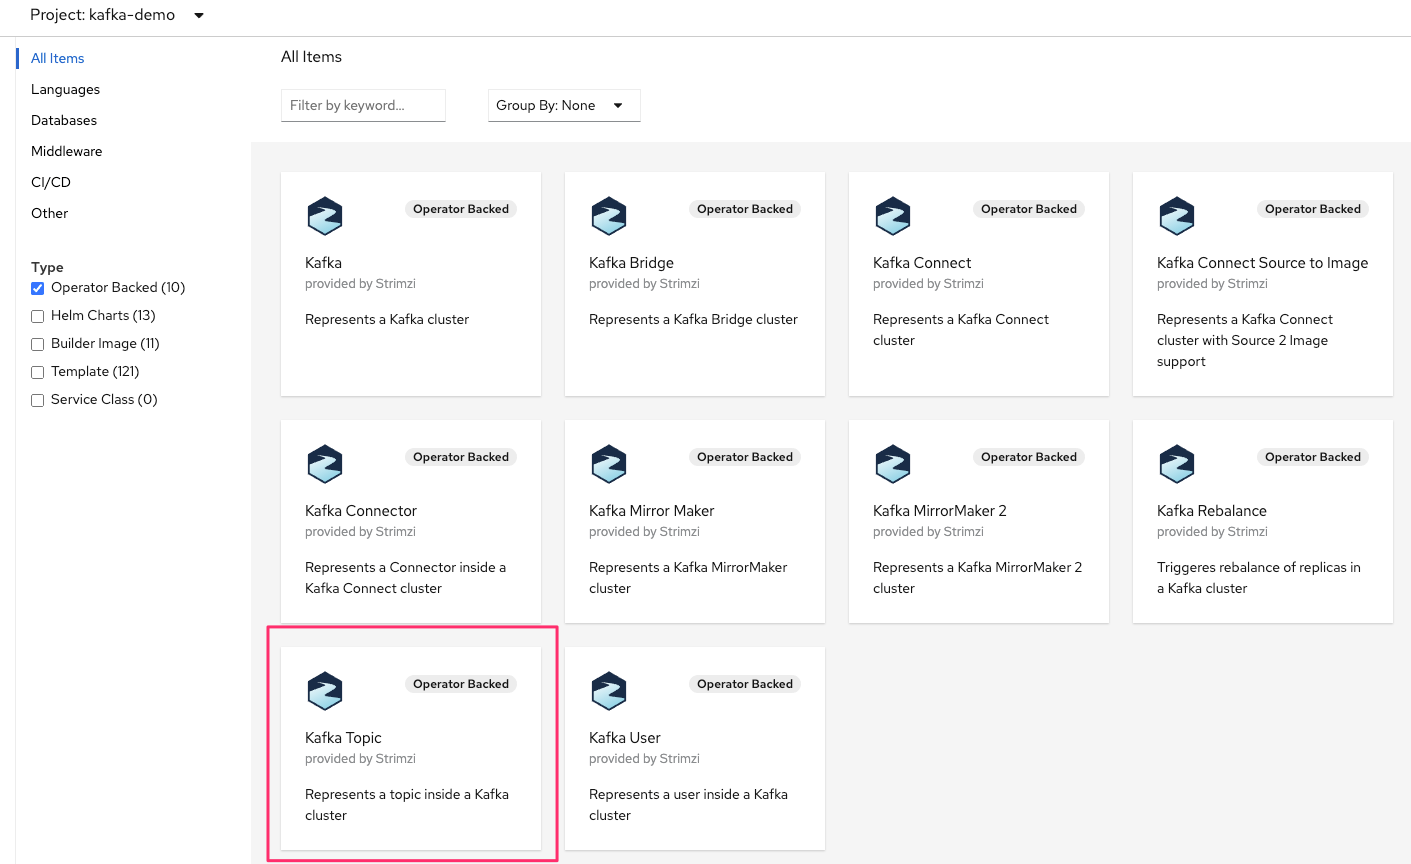 Project: kafka-demo
All Items
Languages
Databases
Middleware
CI/CD
Other
Type
Operator Backed (10)
Helm Charts (13)
Builder Image (11)
Template (121)
Service Class (0)
All Items
Filter by keyword...
Group By: None
Operator Backed
Kafka
provided by Strimzi
Represents a Kafka cluster
Operator Backed
Kafka Bridge
provided by Strimzi
Represents a Kafka Bridge cluster
Operator Backed
Kafka Connect
provided by Strimzi
Represents a Kafka Connect
cluster
Operator Backed
Kafka Connect Source to Image
provided by Strimzi
Represents a Kafka Connect
cluster with Source 2 Image
support
Operator Backed
Kafka Connector
provided by Strimzi
Represents a Connector inside a
Kafka Connect cluster
Operator Backed
Kafka Mirror Maker
provided by Strimzi
Represents a Kafka MirrorMaker
cluster
Operator Backed
Kafka MirrorMaker 2
provided by Strimzi
Represents a Kafka MirrorMaker 2
cluster
Operator Backed
Kafka Rebalance
provided by Strimzi
Triggeres rebalance of replicas in
a Kafka cluster
Operator Backed
Kafka Topic
provided by Strimzi
Represents a topic inside a Kafka
cluster
Operator Backed
Kafka User
provided by Strimzi
Represents a user inside a Kafka
cluster